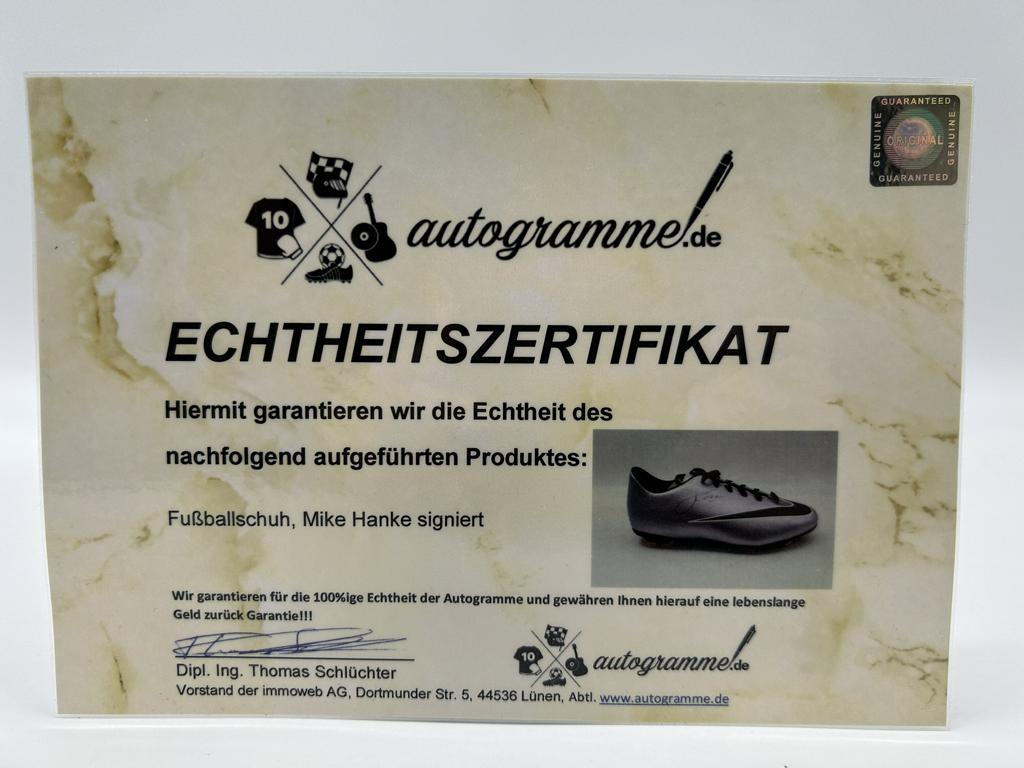 GUARANTEED
GENUINE
ORIGINAL
GENUINE
GUARANTEED
10
autogramme.de
ECHTHEITSZERTIFIKAT
Hiermit garantieren wir die Echtheit des
nachfolgend aufgeführten Produktes:
Fußballschuh, Mike Hanke signiert
Wir garantieren für die 100%ige Echtheit der Autogramme und gewähren Ihnen hierauf eine lebenslange
Geld zurück Garantie!!!
10
autogramme.de
Dipl. Ing. Thomas Schlüchter
Vorstand der immoweb AG, Dortmunder Str. 5, 44536 Lünen, Abtl. www.autogramme.de